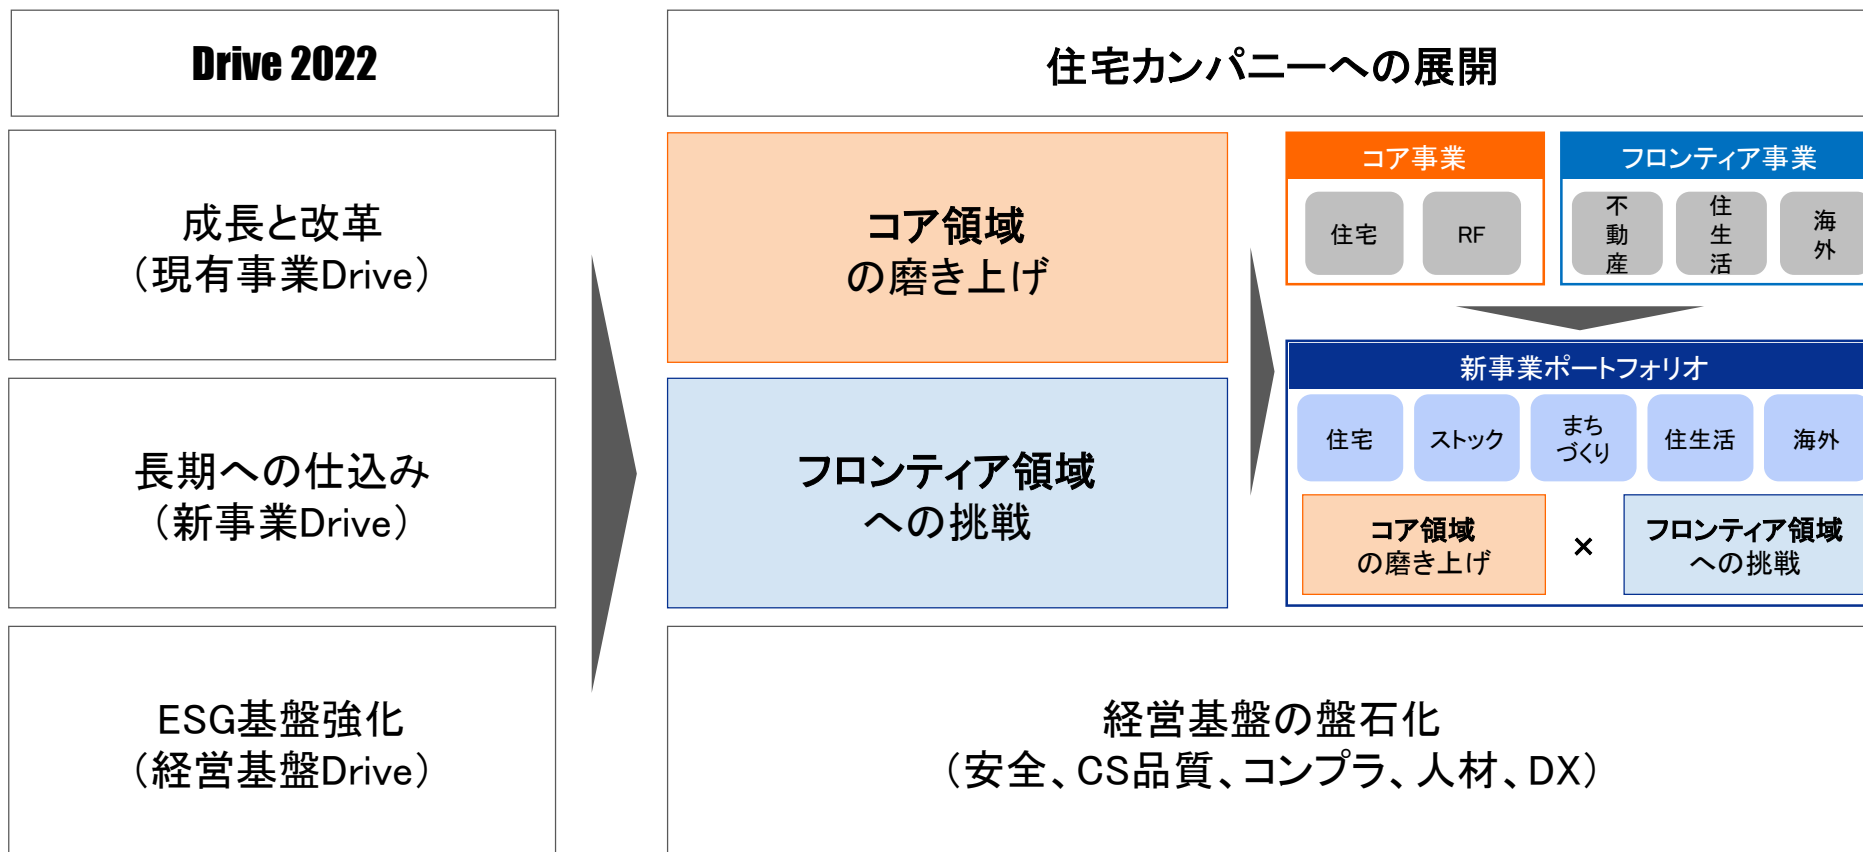 Drive 2022
住宅カンパニーへの展開
成長と改革
（現有事業Drive）
長期への仕込み
（新事業Drive）
ESG基盤強化
（経営基盤Drive）
コア領域
の磨き上げ
フロンティア領域
への挑戦
コア事業
住宅
RF
フロンティア事業
不
動
産
住
生
活
海
外
新事業ポートフォリオ
住宅
ストック
まち
づくり
住生活
海外
コア領域
の磨き上げ
×
フロンティア領域
への挑戦
経営基盤の盤石化
（安全、CS品質、コンプラ、人材、DX）